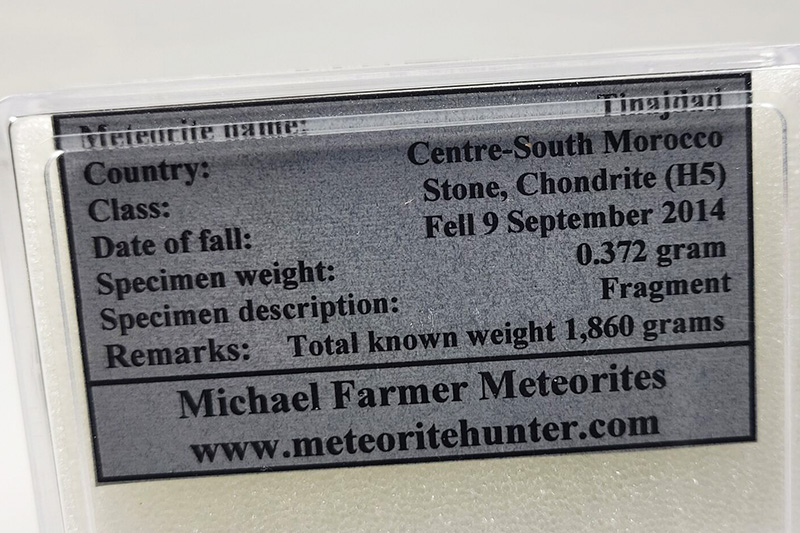 Meteorite name: Tinajdad
Country: Centre-South Morocco
Class: Stone, Chondrite (H5)
Date of fall: Fell 9 September 2014
Specimen weight: 0.372 gram
Specimen description: Fragment
Remarks: Total known weight 1,860 grams
Michael Farmer Meteorites
www.meteoritehunter.com